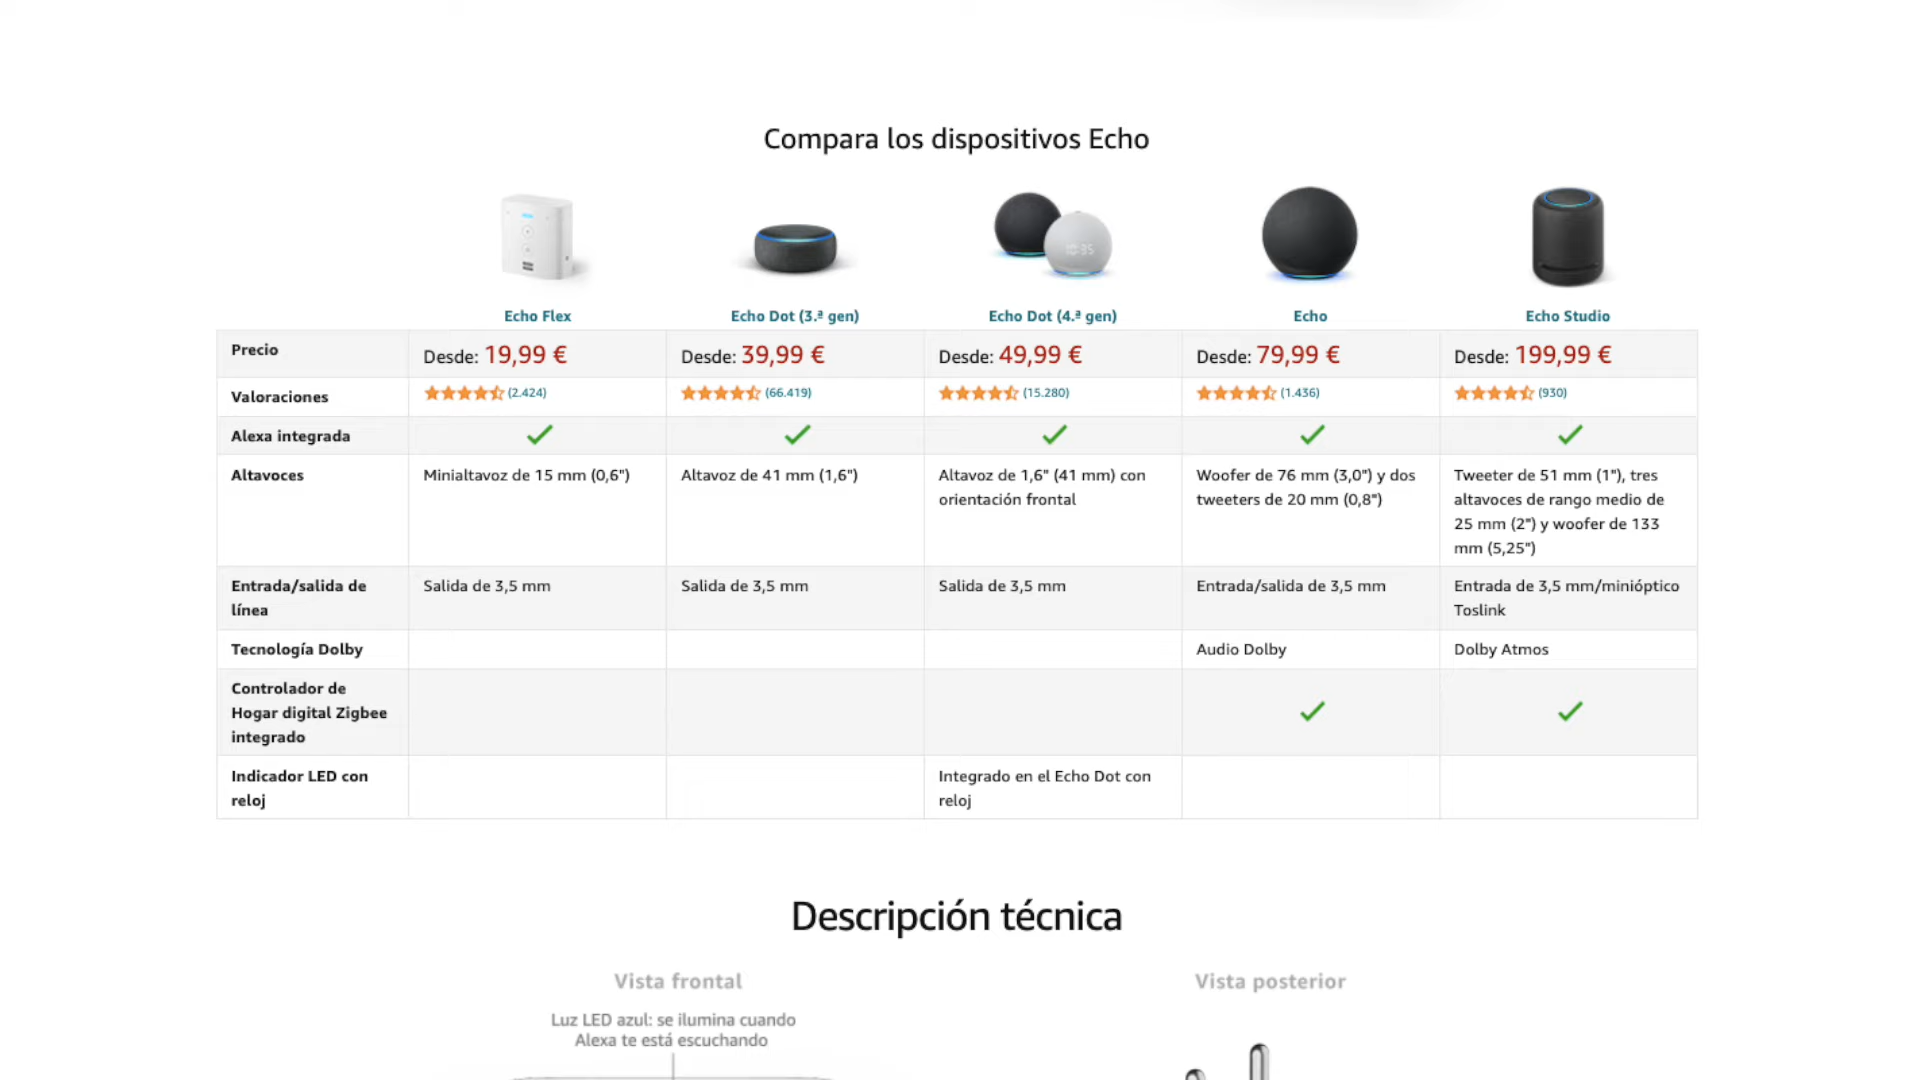 Compara los dispositivos Echo
Echo Flex
Echo Dot (3.ª gen)
Echo Dot (4.ª gen)
Echo
Echo Studio
Precio
Desde: 19,99 €
Desde: 39,99 €
Desde: 49,99 €
Desde: 79,99 €
Desde: 199,99 €
Valoraciones
(2.424)
(66.419)
(15.280)
(1.436)
(930)
Alexa integrada
Altavoces
Minialtavoz de 15 mm (0,6")
Altavoz de 41 mm (1,6")
Altavoz de 1,6" (41 mm) con
orientación frontal
Woofer de 76 mm (3,0") y dos
tweeters de 20 mm (0,8")
Tweeter de 51 mm (1"), tres
altavoces de rango medio de
25 mm (2") y woofer de 133
mm (5,25")
Entrada/salida de
línea
Salida de 3,5 mm
Salida de 3,5 mm
Salida de 3,5 mm
Entrada/salida de 3,5 mm
Entrada de 3,5 mm/minióptico
Toslink
Tecnología Dolby
Audio Dolby
Dolby Atmos
Controlador de
Hogar digital Zigbee
integrado
Indicador LED con
reloj
Integrado en el Echo Dot con
reloj
Descripción técnica
Vista frontal
Vista posterior
Luz LED azul: se ilumina cuando
Alexa te está escuchando